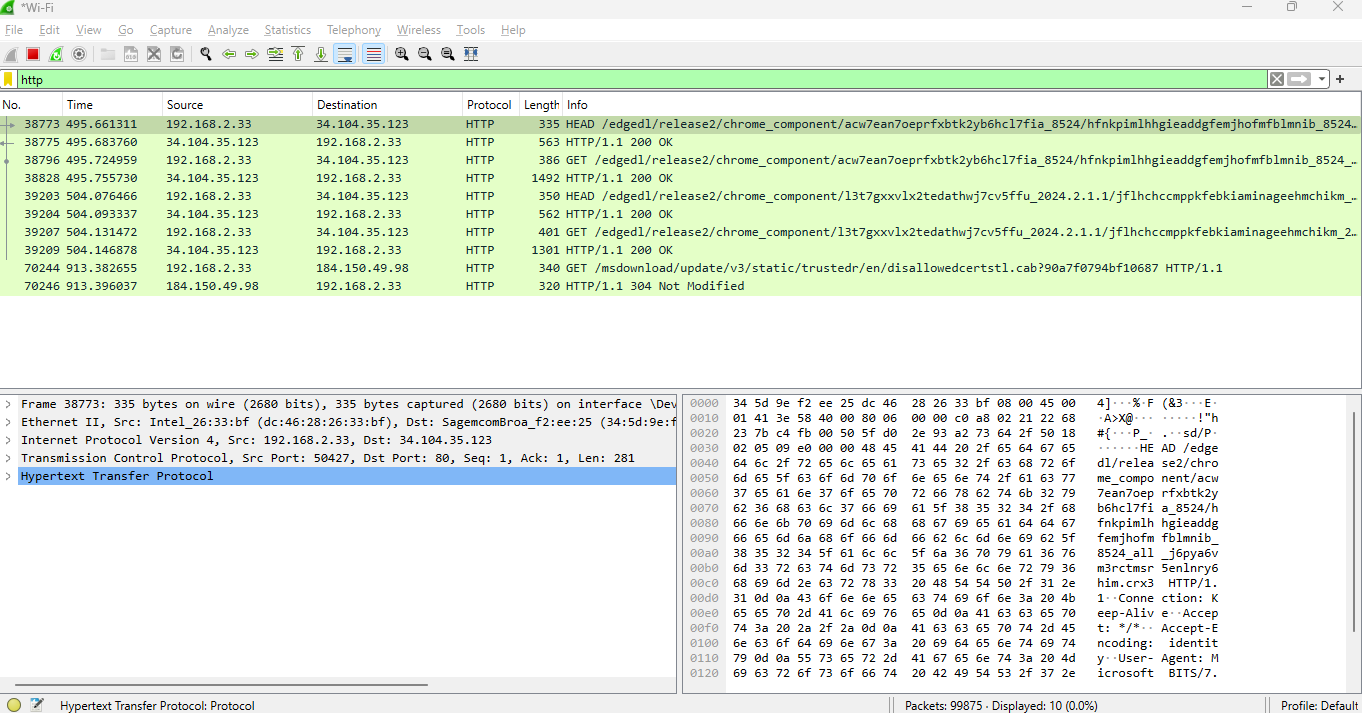 *Wi-Fi
File Edit View Go Capture Analyze Statistics Telephony Wireless Tools Help
http
No. Time Source Destination Protocol Length Info
38773 495.661311 192.168.2.33 34.104.35.123 HTTP 335 HEAD /edgedl/release2/chrome_component/acw7ean7oeprfxbtk2yb6hcl7fia_8524/hfnkpimlhhgieaddgfemjhofmfblmnib_8524…
38775 495.683760 34.104.35.123 192.168.2.33 HTTP 563 HTTP/1.1 200 OK
38796 495.724959 192.168.2.33 34.104.35.123 HTTP 386 GET /edgedl/release2/chrome_component/acw7ean7oeprfxbtk2yb6hcl7fia_8524/hfnkpimlhhgieaddgfemjhofmfblmnib_8524_…
38828 495.755730 34.104.35.123 192.168.2.33 HTTP 1492 HTTP/1.1 200 OK
39203 504.076466 192.168.2.33 34.104.35.123 HTTP 350 HEAD /edgedl/release2/chrome_component/l3t7gxxvlx2tedathwj7cv5ffu_2024.2.1.1/jflhchccmppkfebkiaminageehmchikm_…
39204 504.093337 34.104.35.123 192.168.2.33 HTTP 562 HTTP/1.1 200 OK
39207 504.131472 192.168.2.33 34.104.35.123 HTTP 401 GET /edgedl/release2/chrome_component/l3t7gxxvlx2tedathwj7cv5ffu_2024.2.1.1/jflhchccmppkfebkiaminageehmchikm_2…
39209 504.146878 34.104.35.123 192.168.2.33 HTTP 1301 HTTP/1.1 200 OK
70244 913.382655 192.168.2.33 184.150.49.98 HTTP 340 GET /msdownload/update/v3/static/trustedr/en/disallowedcertstl.cab?90a7f0794bf10687 HTTP/1.1
70246 913.396037 184.150.49.98 192.168.2.33 HTTP 320 HTTP/1.1 304 Not Modified
Frame 38773: 335 bytes on wire (2680 bits), 335 bytes captured (2680 bits) on interface \Dev
Ethernet II, Src: Intel_26:33:bf (dc:46:28:26:33:bf), Dst: SagemcomBroa_f2:ee:25 (34:5d:9e:f
Internet Protocol Version 4, Src: 192.168.2.33, Dst: 34.104.35.123
Transmission Control Protocol, Src Port: 50427, Dst Port: 80, Seq: 1, Ack: 1, Len: 281
Hypertext Transfer Protocol
0000 34 5d 9e f2 ee 25 dc 46 28 26 33 bf 08 00 45 00 4]···%·F (&3···E·
0010 01 41 3e 58 40 00 80 06 00 00 c0 a8 02 21 22 68 ·A>X@··· ·····!"h
0020 23 7b c4 fb 00 50 5f d0 2e 93 a2 73 64 2f 50 18 #{···P_· .··sd/P·
0030 02 05 09 e0 00 00 48 45 41 44 20 2f 65 64 67 65 ······HE AD /edge
0040 64 6c 2f 72 65 6c 65 61 73 65 32 2f 63 68 72 6f dl/relea se2/chro
0050 6d 65 5f 63 6f 6d 70 6f 6e 65 6e 74 2f 61 63 77 me_compo nent/acw
0060 37 65 61 6e 37 6f 65 70 72 66 78 62 74 6b 32 79 7ean7oep rfxbtk2y
0070 62 36 68 63 6c 37 66 69 61 5f 38 35 32 34 2f 68 b6hcl7fi a_8524/h
0080 66 6e 6b 70 69 6d 6c 68 68 67 69 65 61 64 64 67 fnkpimlh hgieaddg
0090 66 65 6d 6a 68 6f 66 6d 66 62 6c 6d 6e 69 62 5f femjhofm fblmnib_
00a0 38 35 32 34 5f 61 6c 6c 5f 6a 36 70 79 61 36 76 8524_all _j6pya6v
00b0 6d 33 72 63 74 6d 73 72 35 65 6e 6c 6e 72 79 36 m3rctmsr 5enlnry6
00c0 68 69 6d 2e 63 72 78 33 20 48 54 54 50 2f 31 2e him.crx3 HTTP/1.
00d0 31 0d 0a 43 6f 6e 6e 65 63 74 69 6f 6e 3a 20 4b 1··Conne ction: K
00e0 65 65 70 2d 41 6c 69 76 65 0d 0a 41 63 63 65 70 eep-Aliv e··Accep
00f0 74 3a 20 2a 2f 2a 0d 0a 41 63 63 65 70 74 2d 45 t: */*·· Accept-E
0100 6e 63 6f 64 69 6e 67 3a 20 69 64 65 6e 74 69 74 ncoding: identit
0110 79 0d 0a 55 73 65 72 2d 41 67 65 6e 74 3a 20 4d y··User- Agent: M
0120 69 63 72 6f 73 6f 66 74 20 42 49 54 53 2f 37 2e icrosoft BITS/7.
Hypertext Transfer Protocol: Protocol
Packets: 99875 · Displayed: 10 (0.0%)
Profile: Default